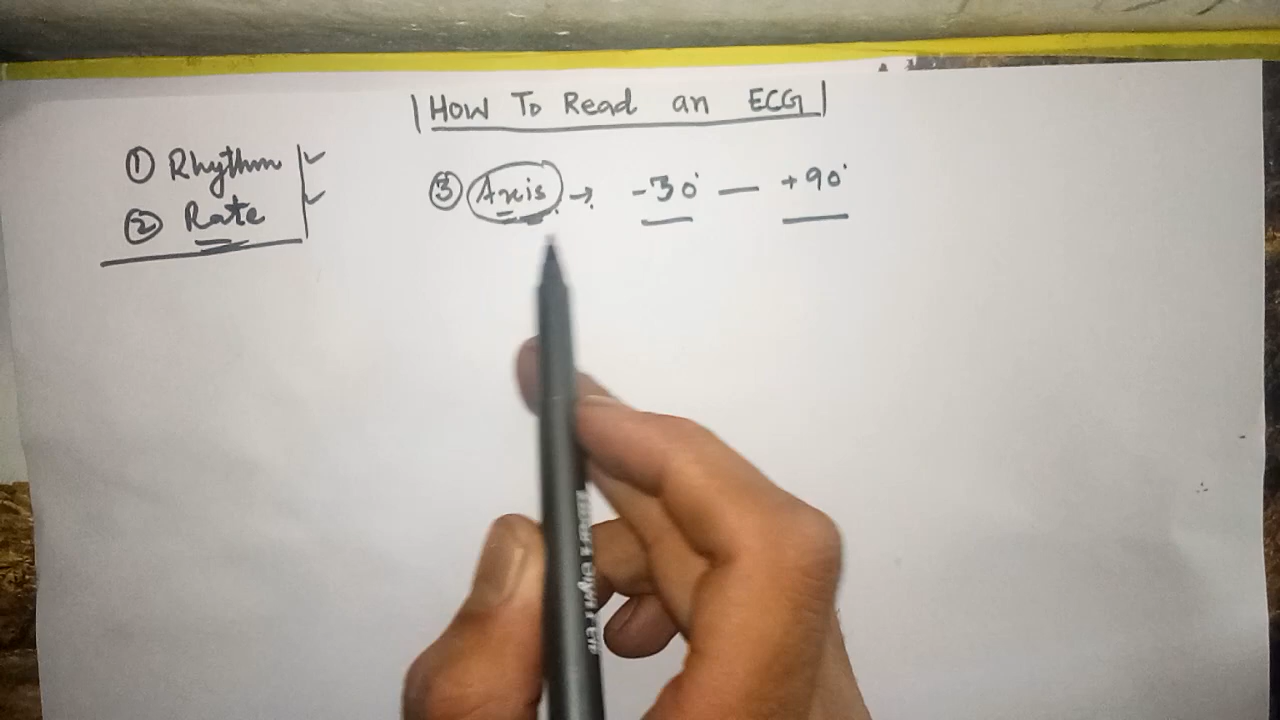 How To Read an ECG
① Rhythm ✓
② Rate ✓
③ Axis → -30° — +90°